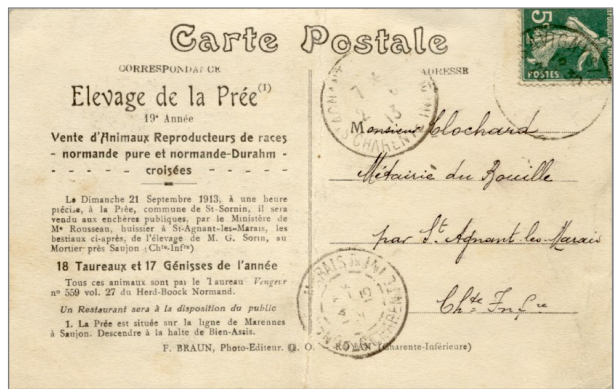 Carte Postale
CORRESPONDANCE
ADRESSE
Elevage de la Prée (1)
19e Année
Vente d'Animaux Reproducteurs de races
- normande pure et normande-Durahm -
- - - - - - croisées - - - - - -
Le Dimanche 21 Septembre 1913, à une heure
précise, à la Prée, commune de St-Sornin, il sera
vendu aux enchères publiques, par le Ministère de
Me Rousseau, huissier à St-Agnant-les-Marais, les
bestiaux ci-après, de l'élevage de M. G. Sorin, au
Mortier près Saujon (Chte-Infre)
18 Taureaux et 17 Génisses de l'année
Tous ces animaux sont par le Taureau Vengeur
no 559 vol. 27 du Herd-Boock Normand.
Un Restaurant sera à la disposition du public
1. La Prée est située sur la ligne de Marennes
à Saujon. Descendre à la halte de Bien-Assis.
F. BRAUN, Photo-Editeur. O. ROYAN (Charente-Inférieure)
5
POSTES
Monsieur Clochard
Métairie du Rouille
par St Agnant-les-Marais
Chte Infre